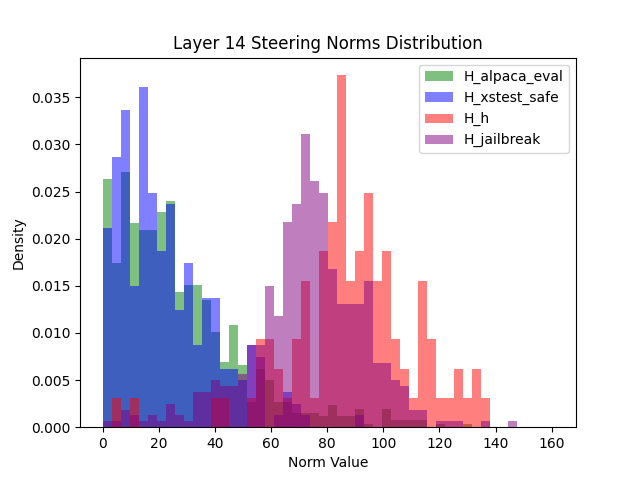 Layer 14 Steering Norms Distribution
H_alpaca_eval
H_xstest_safe
H_h
H_jailbreak
0.035
0.030
0.025
0.020
0.015
0.010
0.005
0.000
Density
0 20 40 60 80 100 120 140 160
Norm Value